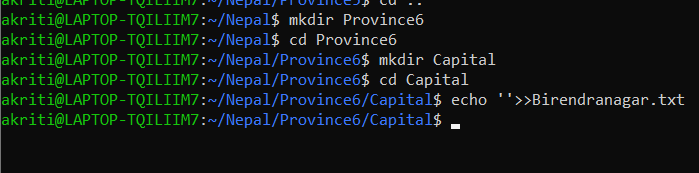 akriti@LAPTOP-TQILIIM7:~/Nepal/Province5$ cd ..
akriti@LAPTOP-TQILIIM7:~/Nepal$ mkdir Province6
akriti@LAPTOP-TQILIIM7:~/Nepal$ cd Province6
akriti@LAPTOP-TQILIIM7:~/Nepal/Province6$ mkdir Capital
akriti@LAPTOP-TQILIIM7:~/Nepal/Province6$ cd Capital
akriti@LAPTOP-TQILIIM7:~/Nepal/Province6/Capital$ echo ''>>Birendranagar.txt
akriti@LAPTOP-TQILIIM7:~/Nepal/Province6/Capital$